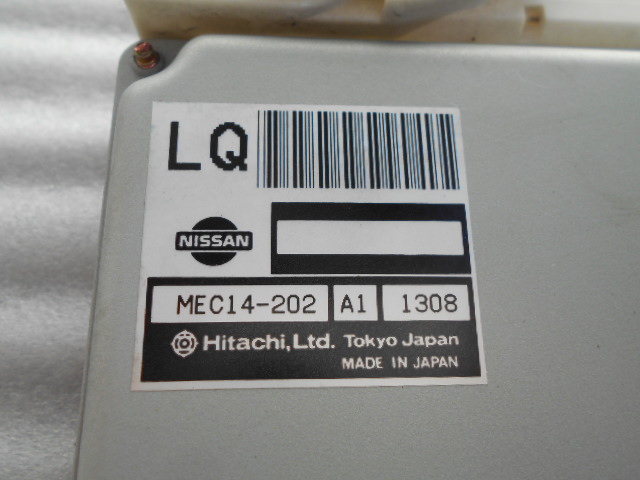 LQ
NISSAN
MEC14-202 A1 1308
Hitachi, Ltd. Tokyo Japan
MADE IN JAPAN